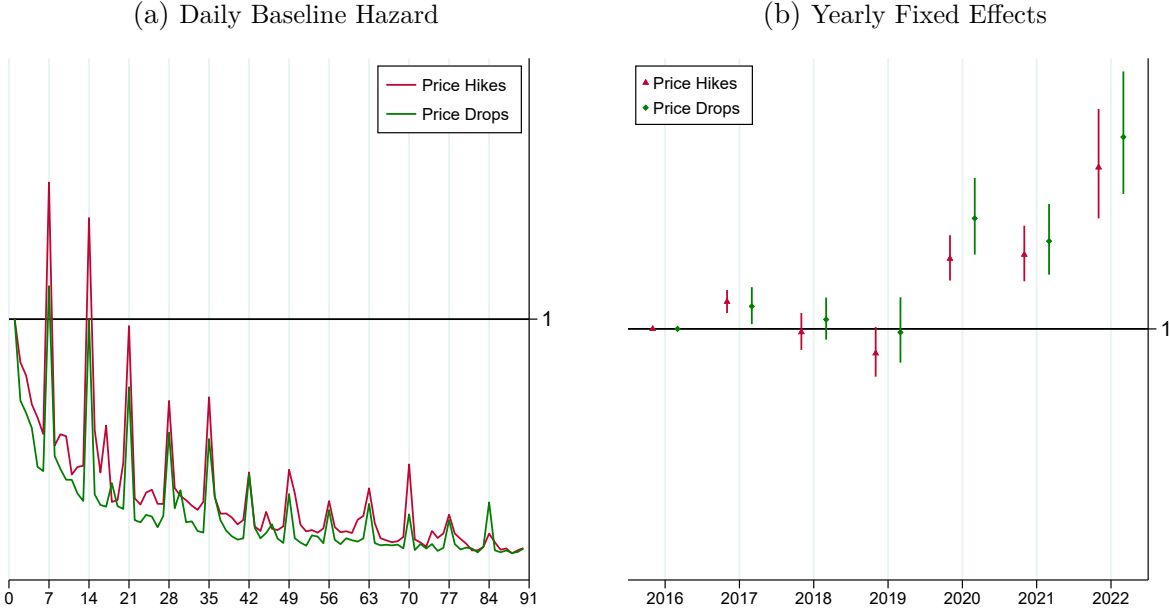 (a) Daily Baseline Hazard
Price Hikes
Price Drops
1
0 7 14 21 28 35 42 49 56 63 70 77 84 91
(b) Yearly Fixed Effects
Price Hikes
Price Drops
1
2016 2017 2018 2019 2020 2021 2022